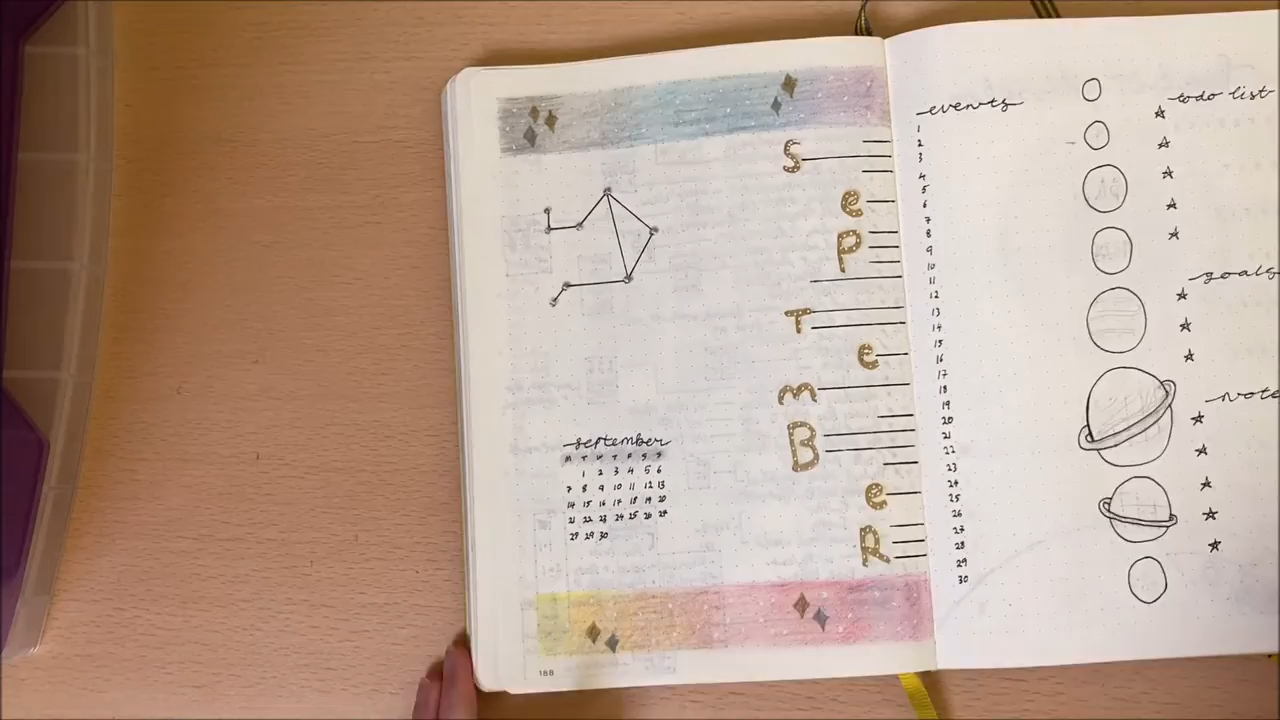 S
e
P
T
e
m
B
e
R
september
M T W T F S S
1 2 3 4 5 6
7 8 9 10 11 12 13
14 15 16 17 18 19 20
21 22 23 24 25 26 27
28 29 30
188
events
1
2
3
4
5
6
7
8
9
10
11
12
13
14
15
16
17
18
19
20
21
22
23
24
25
26
27
28
29
30
todo list
goals
note